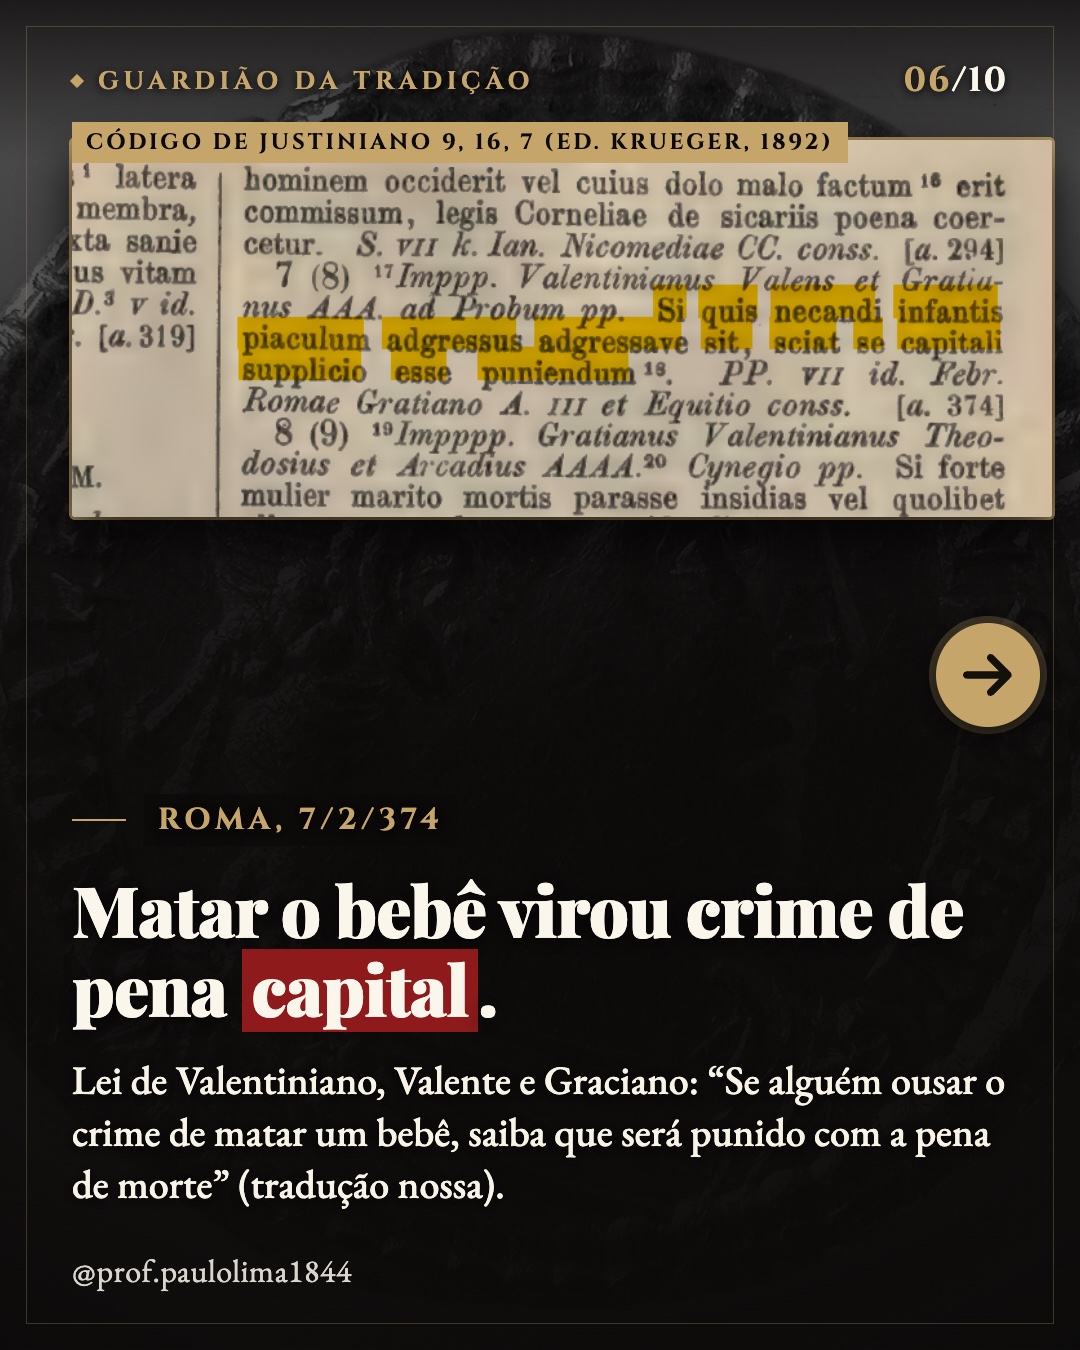 GUARDIÃO DA TRADIÇÃO
06/10
CÓDIGO DE JUSTINIANO 9, 16, 7 (ED. KRUEGER, 1892)
¹ latera
membra,
sanie
us vitam
D.³ V id.
[a. 319]
M.
hominem occiderit vel cuius dolo malo factum ¹⁶ erit
commissum, legis Corneliae de sicariis poena coer-
cetur. S. VII k. Ian. Nicomediae CC. conss. [a. 294]
7 (8) ¹⁷Imppp. Valentinianus Valens et Gratia-
nus AAA. ad Probum pp. Si quis necandi infantis
piaculum adgressus adgressave sit, sciat se capitali
supplicio esse puniendum ¹⁸. PP. VII id. Febr.
Romae Gratiano A. III et Equitio conss. [a. 374]
8 (9) ¹⁹Impppp. Gratianus Valentinianus Theo-
dosius et Arcadius AAAA.²⁰ Cynegio pp. Si forte
mulier marito mortis parasse insidias vel quolibet
ROMA, 7/2/374
Matar o bebê virou crime de
pena capital.
Lei de Valentiniano, Valente e Graciano: “Se alguém ousar o
crime de matar um bebê, saiba que será punido com a pena
de morte” (tradução nossa).
@prof.paulolima1844